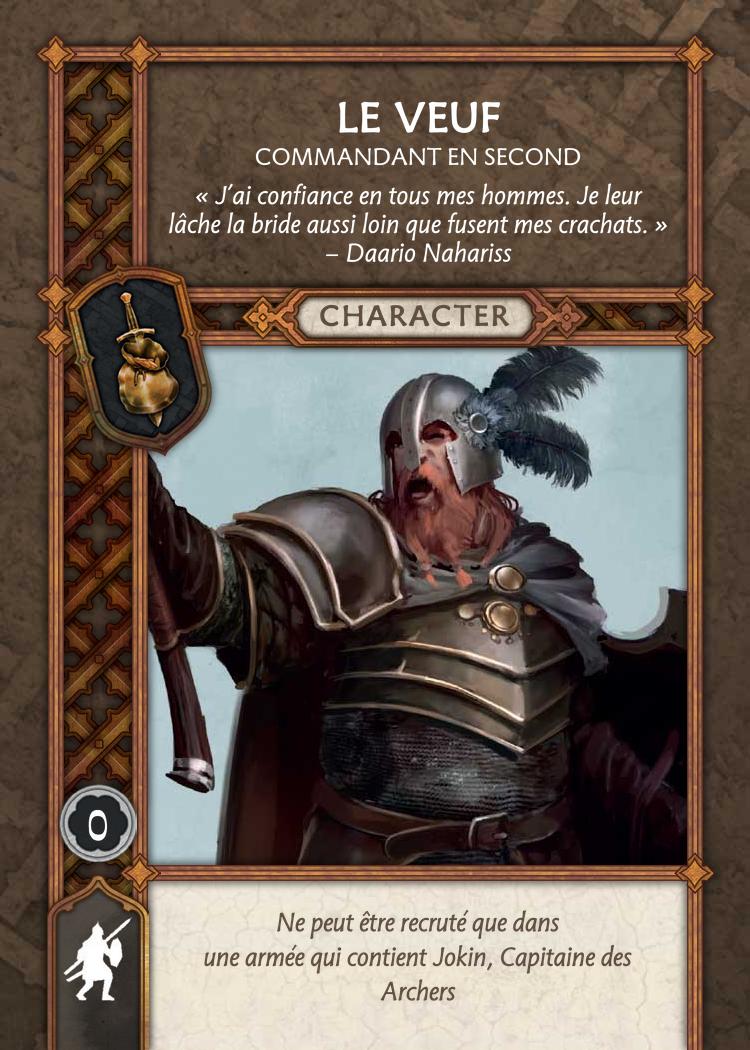 LE VEUF
COMMANDANT EN SECOND
« J'ai confiance en tous mes hommes. Je leur
lâche la bride aussi loin que fusent mes crachats. »
– Daario Nahariss
CHARACTER
0
Ne peut être recruté que dans
une armée qui contient Jokin, Capitaine des
Archers